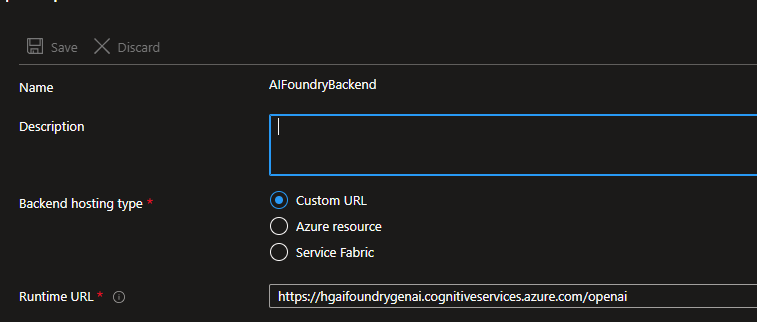 Save Discard
Name AIFoundryBackend
Description
Backend hosting type * Custom URL
Azure resource
Service Fabric
Runtime URL * https://hgaifoundrygenai.cognitiveservices.azure.com/openai